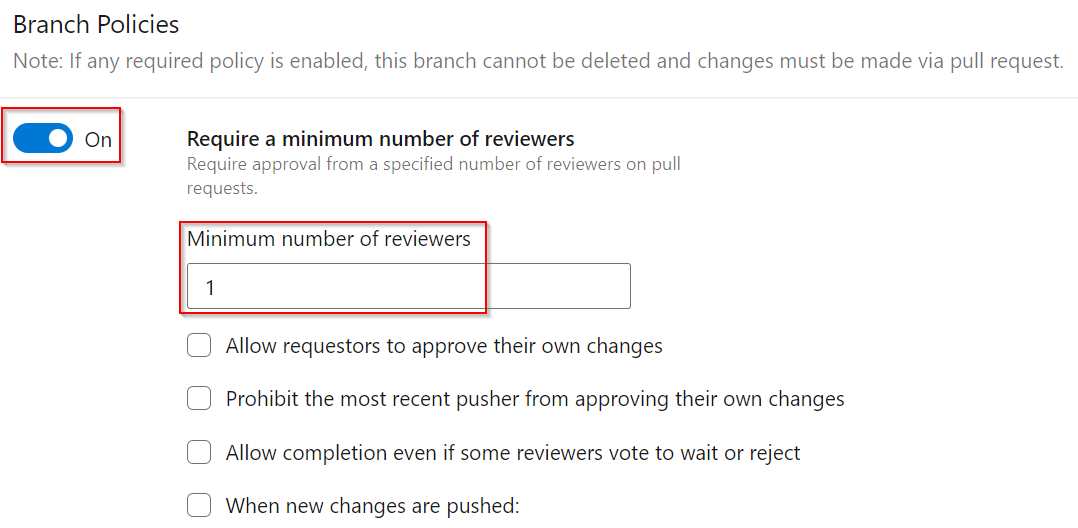 Branch Policies
Note: If any required policy is enabled, this branch cannot be deleted and changes must be made via pull request.
On
Require a minimum number of reviewers
Require approval from a specified number of reviewers on pull
requests.
Minimum number of reviewers
1
Allow requestors to approve their own changes
Prohibit the most recent pusher from approving their own changes
Allow completion even if some reviewers vote to wait or reject
When new changes are pushed: